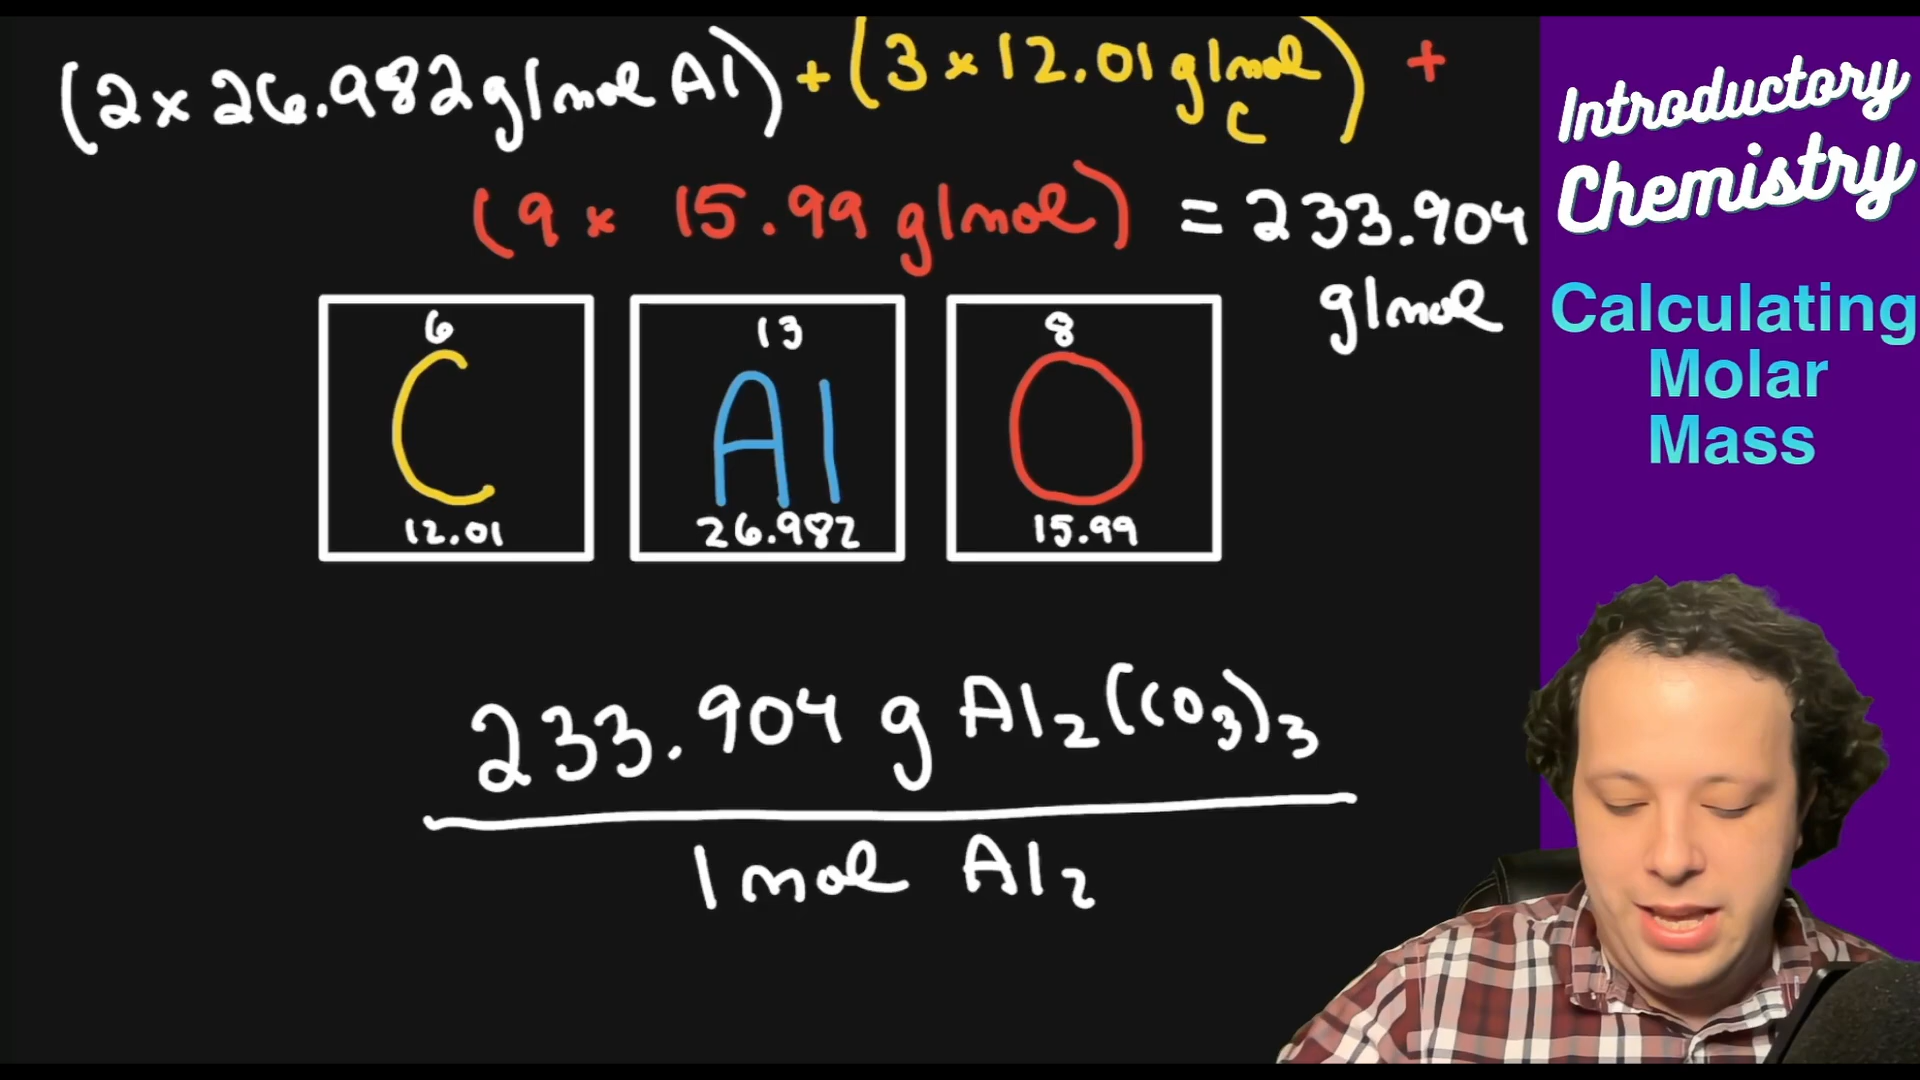 (2 x 26.982 g/mol Al) + (3 x 12.01 g/mol C) +
(9 x 15.99 g/mol) = 233.904 g/mol
6
C
12.01
13
Al
26.982
8
O
15.99
233.904 g Al₂(CO₃)₃
1 mol Al₂
Introductory
Chemistry
Calculating
Molar
Mass